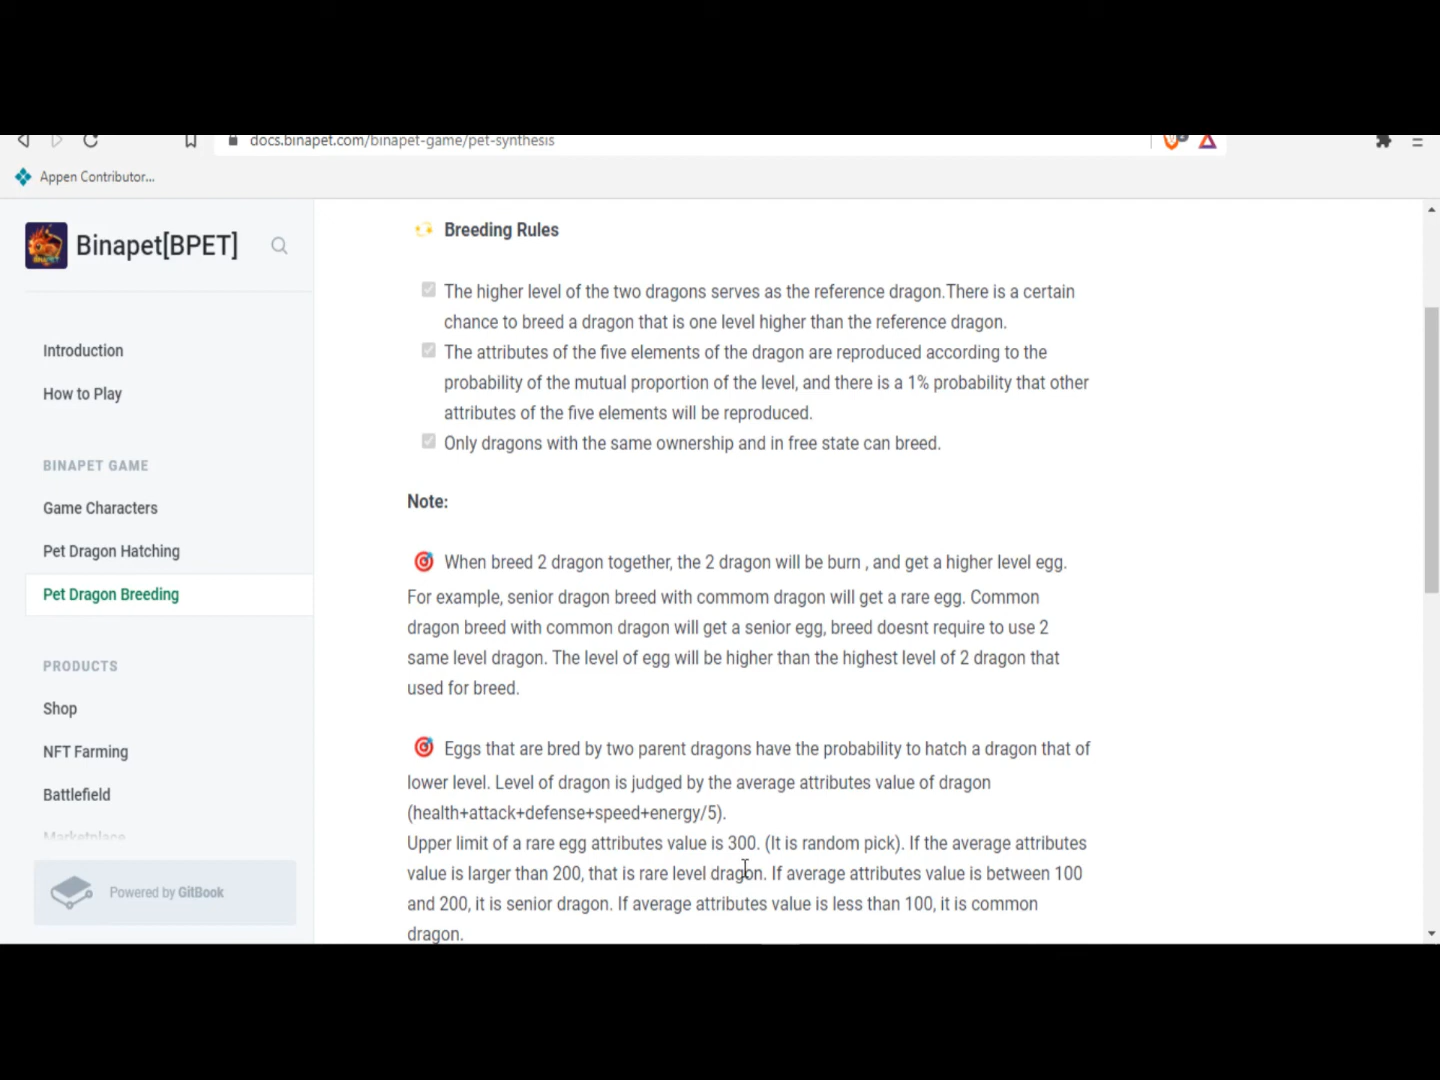 docs.binapet.com/binapet-game/pet-synthesis
Appen Contributor...
Binapet[BPET]
Introduction
How to Play
BINAPET GAME
Game Characters
Pet Dragon Hatching
Pet Dragon Breeding
PRODUCTS
Shop
NFT Farming
Battlefield
Marketplace
Powered by GitBook
Breeding Rules
The higher level of the two dragons serves as the reference dragon.There is a certain
chance to breed a dragon that is one level higher than the reference dragon.
The attributes of the five elements of the dragon are reproduced according to the
probability of the mutual proportion of the level, and there is a 1% probability that other
attributes of the five elements will be reproduced.
Only dragons with the same ownership and in free state can breed.
Note:
When breed 2 dragon together, the 2 dragon will be burn , and get a higher level egg.
For example, senior dragon breed with commom dragon will get a rare egg. Common
dragon breed with common dragon will get a senior egg, breed doesnt require to use 2
same level dragon. The level of egg will be higher than the highest level of 2 dragon that
used for breed.
Eggs that are bred by two parent dragons have the probability to hatch a dragon that of
lower level. Level of dragon is judged by the average attributes value of dragon
(health+attack+defense+speed+energy/5).
Upper limit of a rare egg attributes value is 300. (It is random pick). If the average attributes
value is larger than 200, that is rare level dragon. If average attributes value is between 100
and 200, it is senior dragon. If average attributes value is less than 100, it is common
dragon.